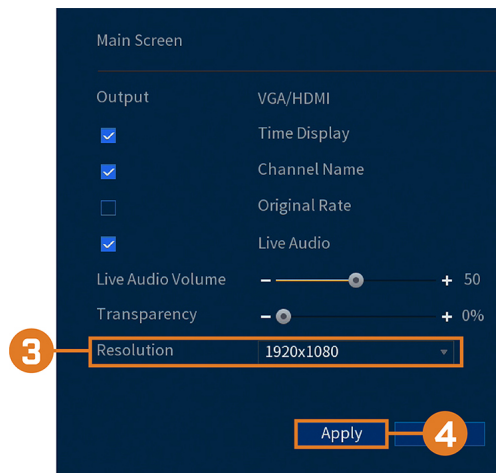 Main Screen
Output VGA/HDMI
Time Display
Channel Name
Original Rate
Live Audio
Live Audio Volume - + 50
Transparency - + 0%
3 Resolution 1920x1080
Apply 4